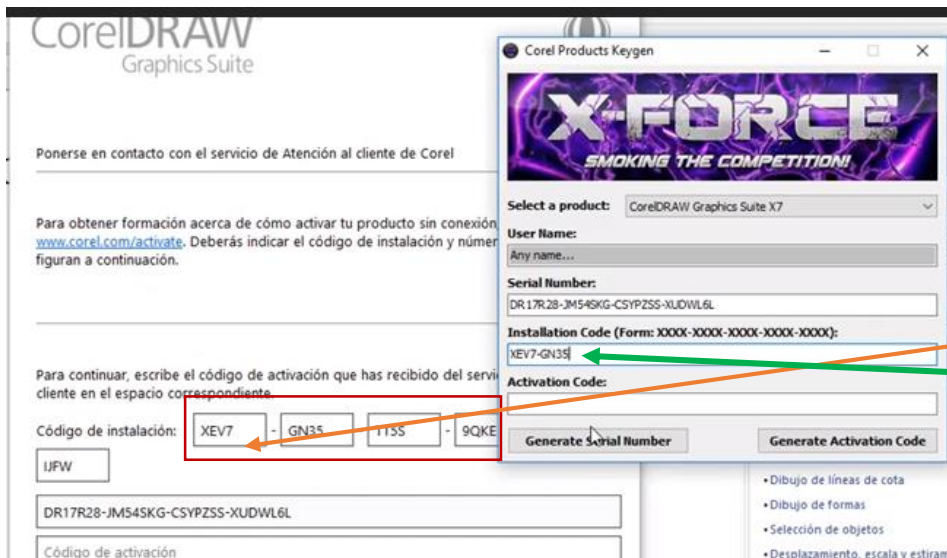 CorelDRAW
Graphics Suite
Ponerse en contacto con el servicio de Atención al cliente de Corel
Para obtener formación acerca de cómo activar tu producto sin conexión
www.corel.com/activate. Deberás indicar el código de instalación y númer
figuran a continuación.
Para continuar, escribe el código de activación que has recibido del servi
cliente en el espacio correspondiente.
Código de instalación: XEV7 - GN35 - 9QKE
IJFW
DR17R28-JM54SKG-CSYPZSS-XUDWL6L
Código de activación
Corel Products Keygen
X-FORCE
SMOKING THE COMPETITION!
Select a product: CorelDRAW Graphics Suite X7
User Name:
Any name...
Serial Number:
DR17R28-JM54SKG-CSYPZSS-XUDWL6L
Installation Code (Form: XXXX-XXXX-XXXX-XXXX-XXXX):
XEV7-GN35
Activation Code:
Generate Serial Number Generate Activation Code
•Dibujo de líneas de cota
•Dibujo de formas
•Selección de objetos
•Desplazamiento, escala y estiram